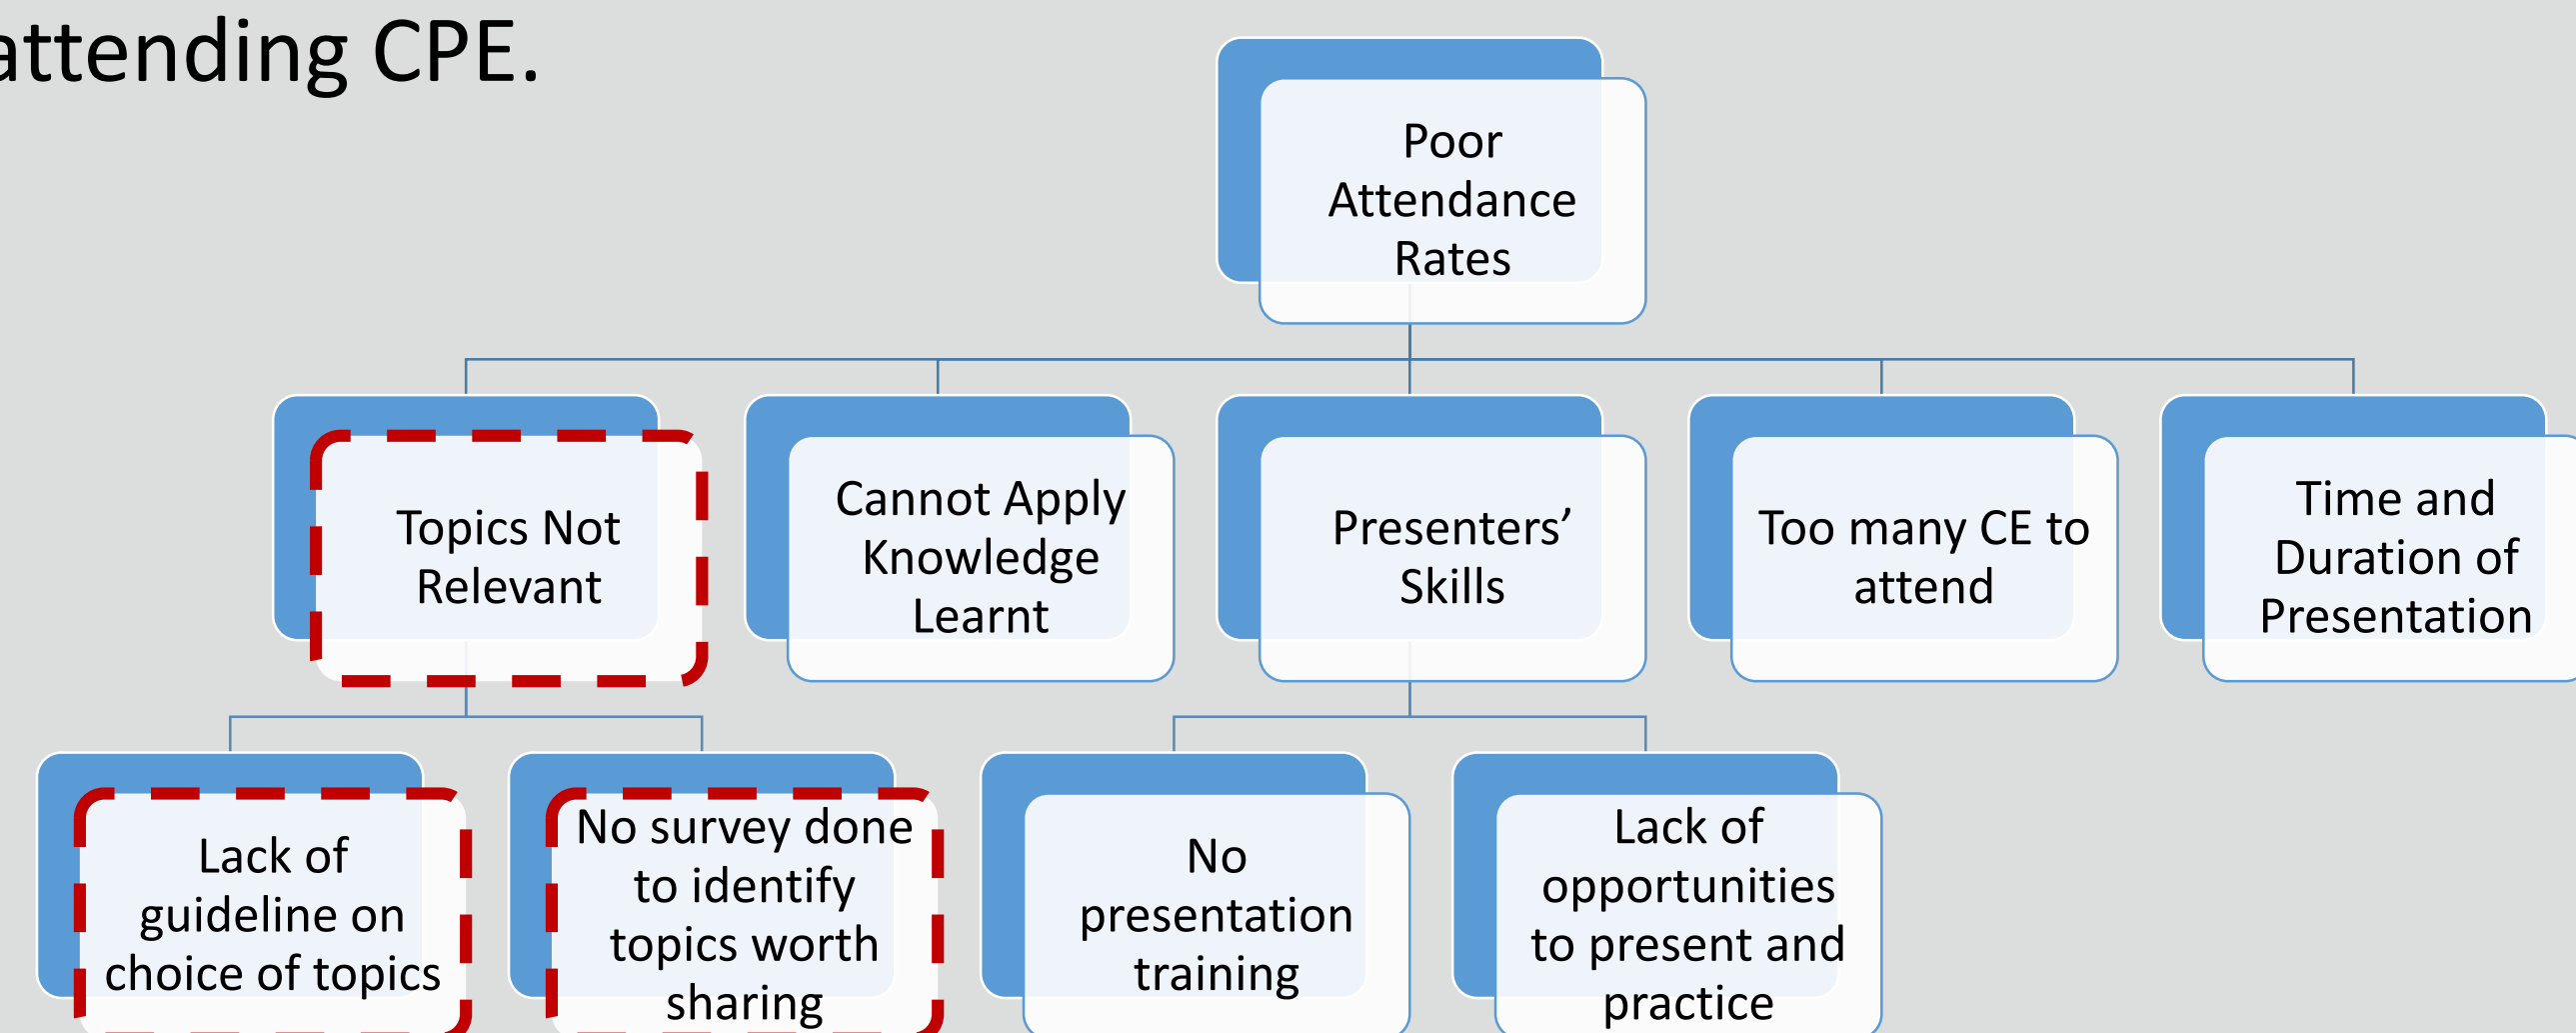 attending CPE.
Poor
Attendance
Rates
Topics Not
Relevant
Cannot Apply
Knowledge
Learnt
Presenters’
Skills
Too many CE to
attend
Time and
Duration of
Presentation
Lack of
guideline on
choice of topics
No survey done
to identify
topics worth
sharing
No
presentation
training
Lack of
opportunities
to present and
practice